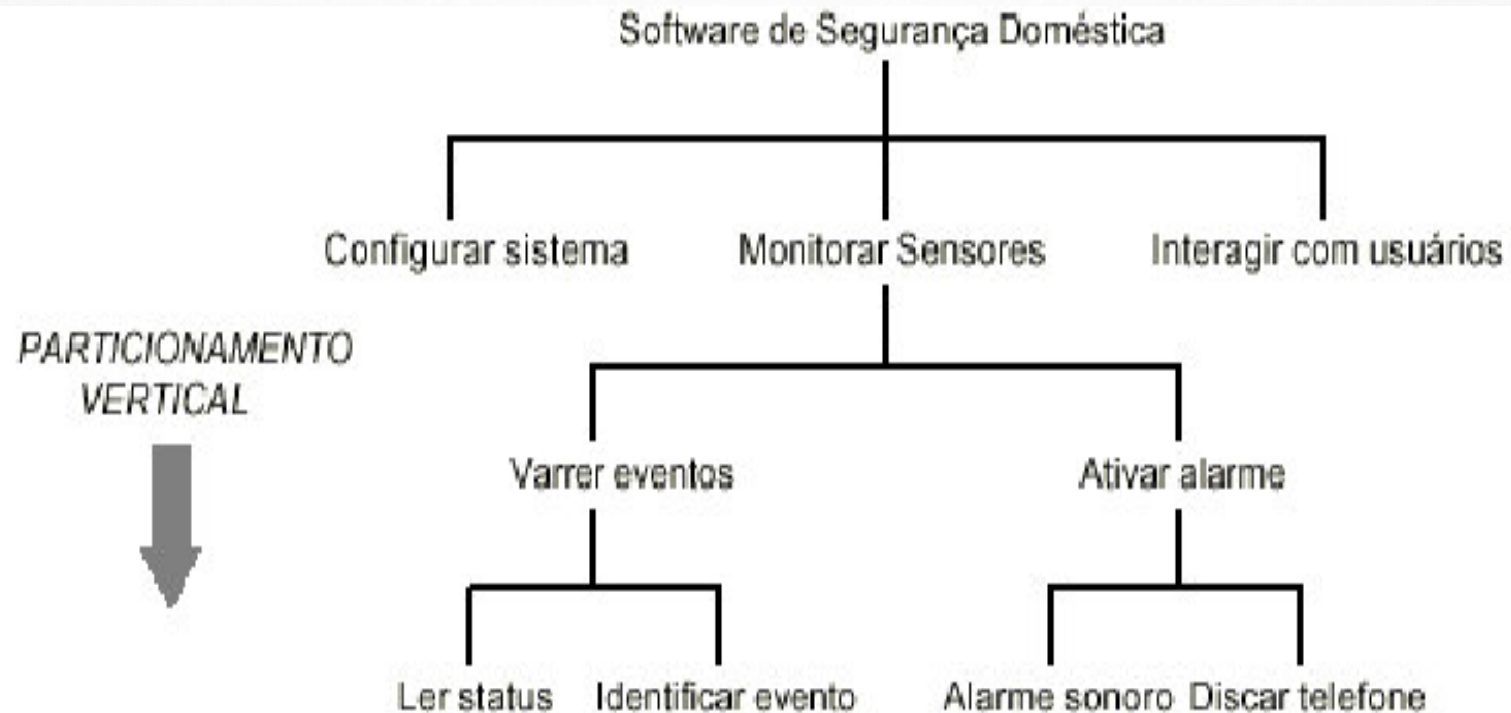 Software de Segurança Doméstica
Configurar sistema Monitorar Sensores Interagir com usuários
PARTICIONAMENTO
VERTICAL
Varrer eventos Ativar alarme
Ler status Identificar evento Alarme sonoro Discar telefone